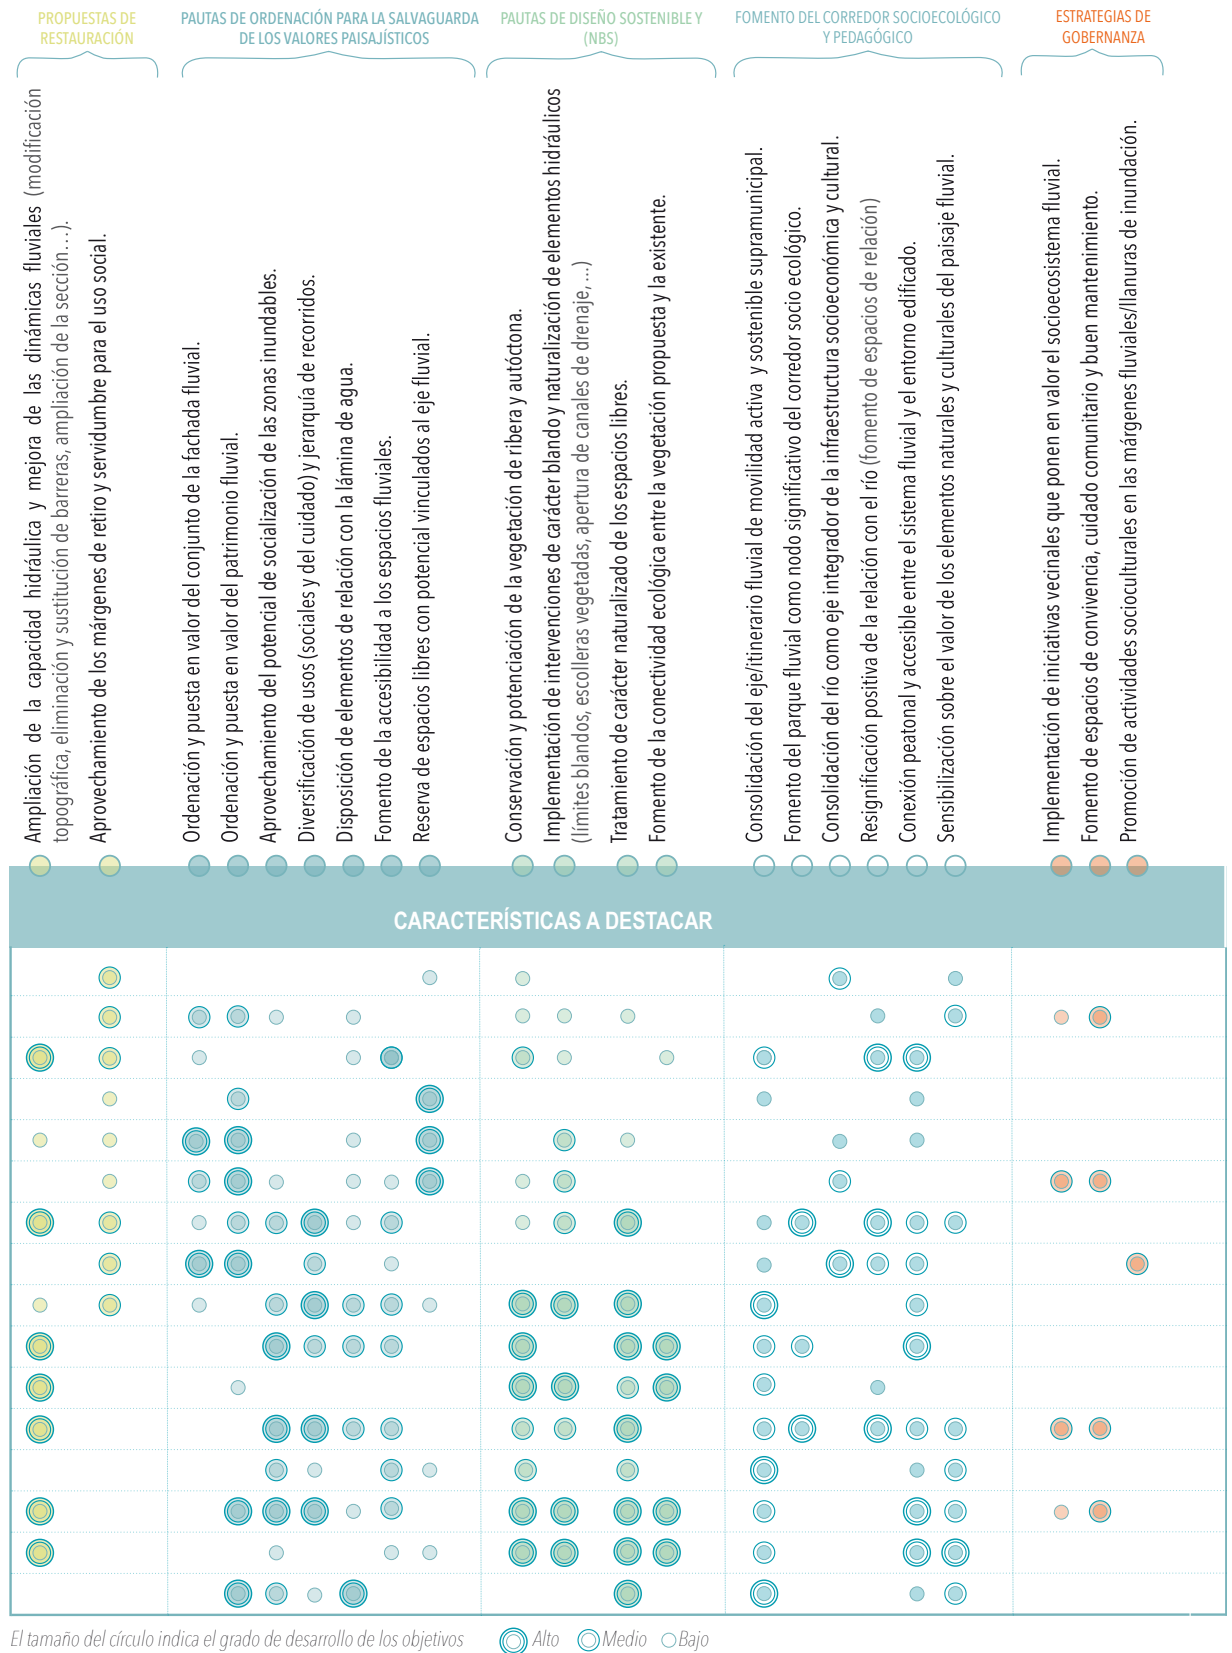 PROPUESTAS DE
RESTAURACIÓN
PAUTAS DE ORDENACIÓN PARA LA SALVAGUARDA
DE LOS VALORES PAISAJÍSTICOS
PAUTAS DE DISEÑO SOSTENIBLE Y
(NBS)
FOMENTO DEL CORREDOR SOCIOECOLÓGICO
Y PEDAGÓGICO
ESTRATEGIAS DE
GOBERNANZA
Ampliación de la capacidad hidráulica y mejora de las dinámicas fluviales (modificación
topográfica, eliminación y sustitución de barreras, ampliación de la sección...).
Aprovechamiento de los márgenes de retiro y servidumbre para el uso social.
Ordenación y puesta en valor del conjunto de la fachada fluvial.
Ordenación y puesta en valor del patrimonio fluvial.
Aprovechamiento del potencial de socialización de las zonas inundables.
Diversificación de usos (sociales y del cuidado) y jerarquía de recorridos.
Disposición de elementos de relación con la lámina de agua.
Fomento de la accesibilidad a los espacios fluviales.
Reserva de espacios libres con potencial vinculados al eje fluvial.
Conservación y potenciación de la vegetación de ribera y autóctona.
Implementación de intervenciones de carácter blando y naturalización de elementos hidráulicos
(límites blandos, escolleras vegetadas, apertura de canales de drenaje, ...)
Tratamiento de carácter naturalizado de los espacios libres.
Fomento de la conectividad ecológica entre la vegetación propuesta y la existente.
Consolidación del eje/itinerario fluvial de movilidad activa y sostenible supramunicipal.
Fomento del parque fluvial como nodo significativo del corredor socio ecológico.
Consolidación del río como eje integrador de la infraestructura socioeconómica y cultural.
Resignificación positiva de la relación con el río (fomento de espacios de relación)
Conexión peatonal y accesible entre el sistema fluvial y el entorno edificado.
Sensibilización sobre el valor de los elementos naturales y culturales del paisaje fluvial.
Implementación de iniciativas vecinales que ponen en valor el socioecosistema fluvial.
Fomento de espacios de convivencia, cuidado comunitario y buen mantenimiento.
Promoción de actividades socioculturales en las márgenes fluviales/llanuras de inundación.
CARACTERÍSTICAS A DESTACAR
El tamaño del círculo indica el grado de desarrollo de los objetivos Alto Medio Bajo